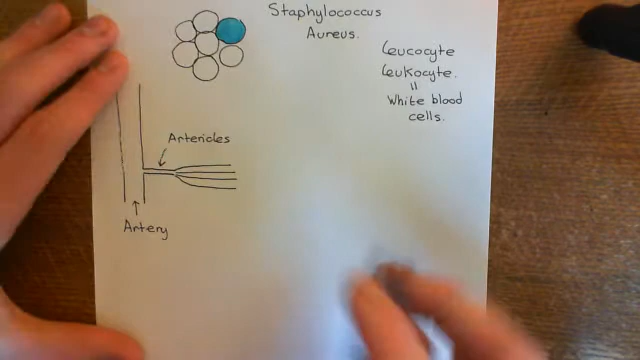 Staphylococcus
Aureus.
Leucocyte
Leukocyte.
=
White blood
cells.
Arterioles
Artery